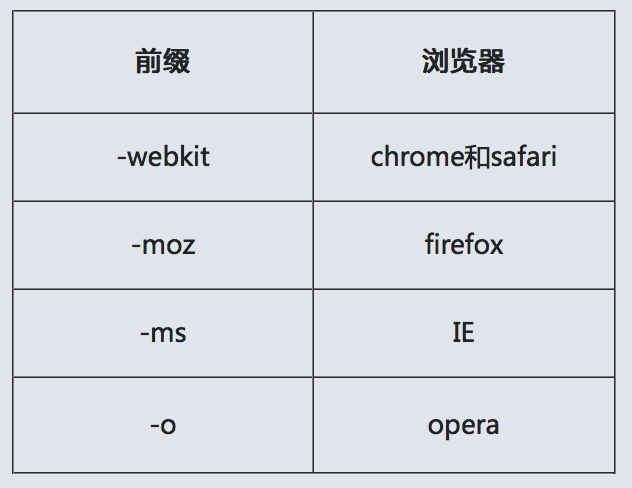 前缀 浏览器
-webkit chrome和safari
-moz firefox
-ms IE
-o opera